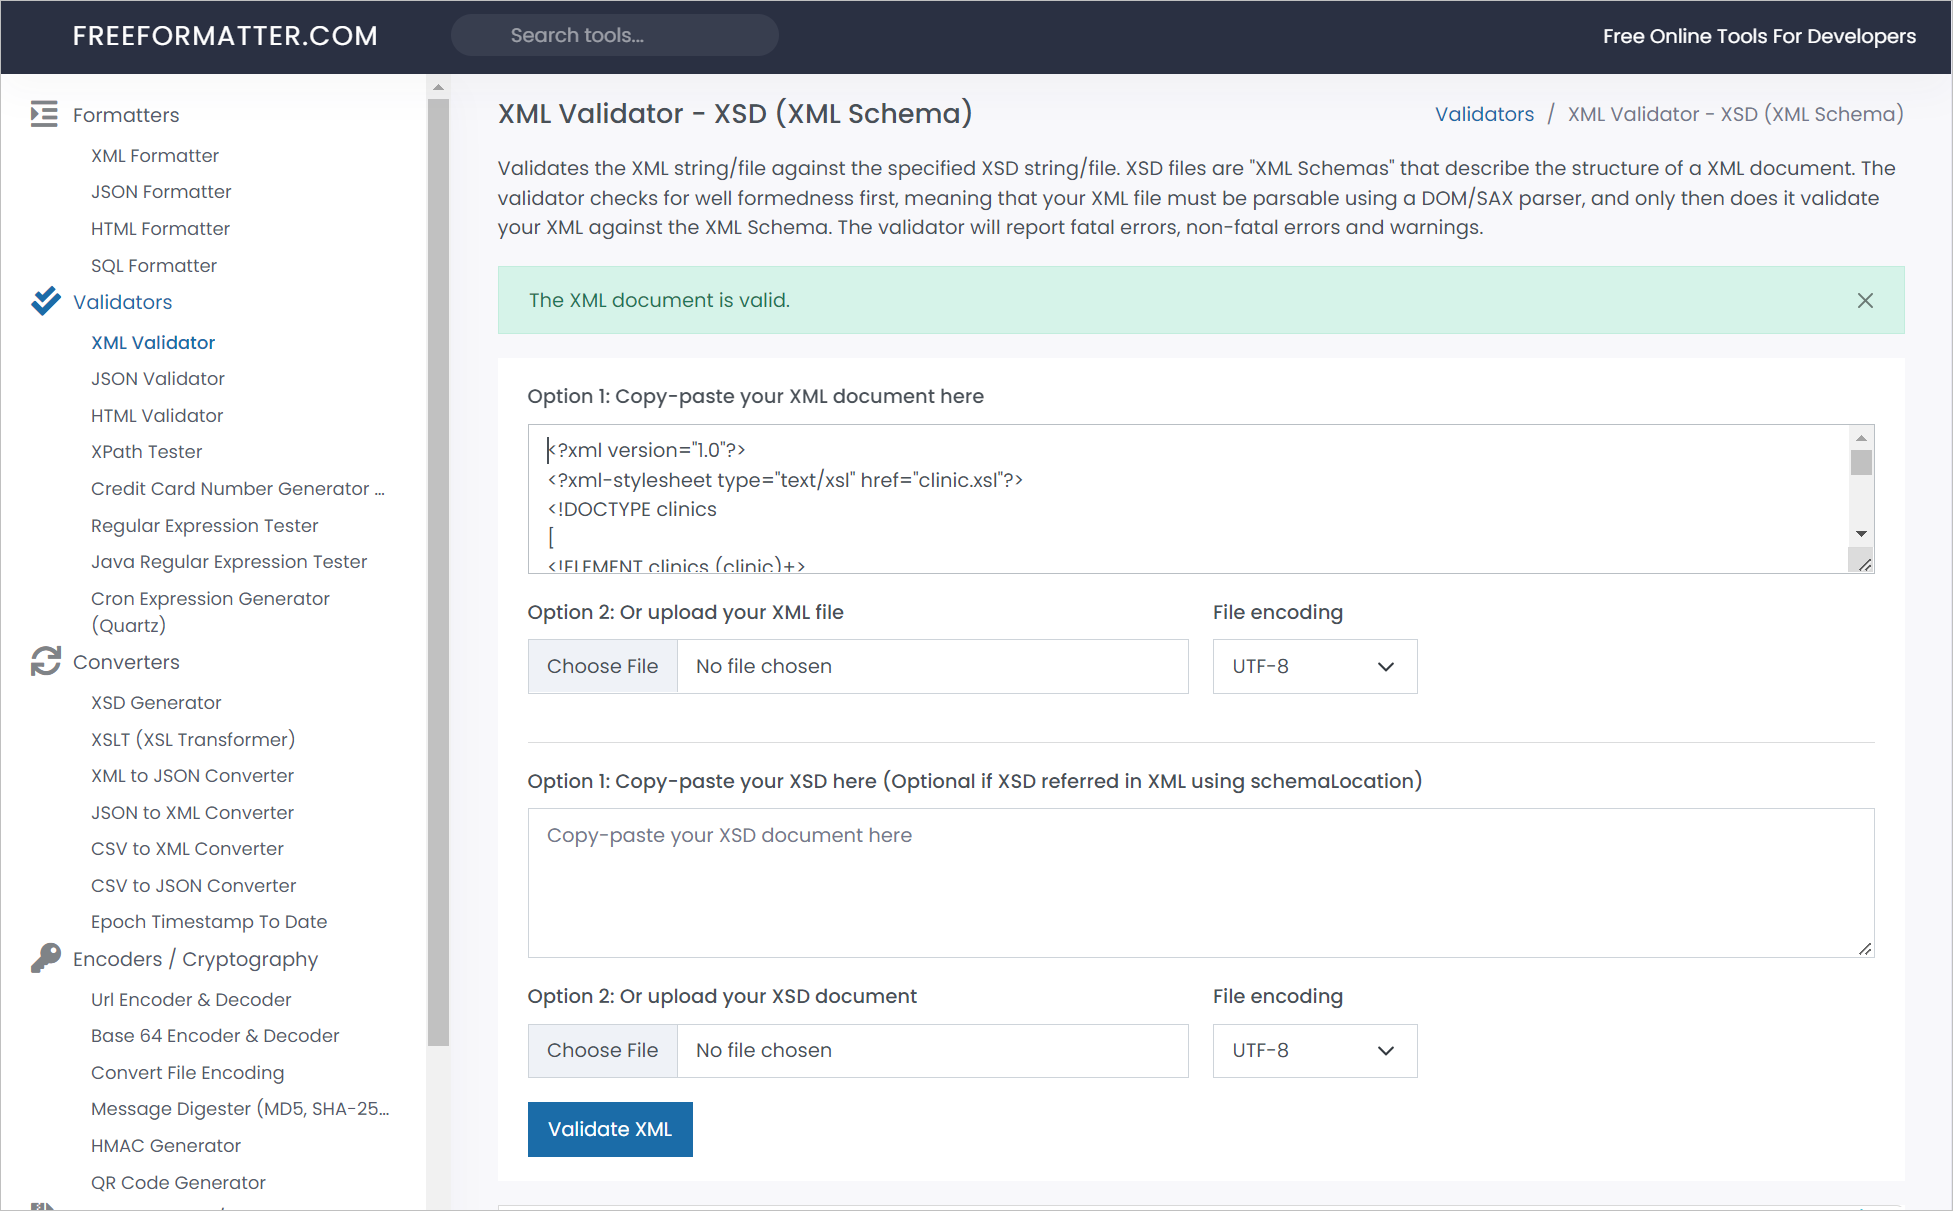 FREEFORMATTER.COM
Search tools...
Free Online Tools For Developers
Formatters
XML Formatter
JSON Formatter
HTML Formatter
SQL Formatter
Validators
XML Validator
JSON Validator
HTML Validator
XPath Tester
Credit Card Number Generator ...
Regular Expression Tester
Java Regular Expression Tester
Cron Expression Generator
(Quartz)
Converters
XSD Generator
XSLT (XSL Transformer)
XML to JSON Converter
JSON to XML Converter
CSV to XML Converter
CSV to JSON Converter
Epoch Timestamp To Date
Encoders / Cryptography
Url Encoder & Decoder
Base 64 Encoder & Decoder
Convert File Encoding
Message Digester (MD5, SHA-25...
HMAC Generator
QR Code Generator
XML Validator - XSD (XML Schema)
Validators / XML Validator - XSD (XML Schema)
Validates the XML string/file against the specified XSD string/file. XSD files are "XML Schemas" that describe the structure of a XML document. The
validator checks for well formedness first, meaning that your XML file must be parsable using a DOM/SAX parser, and only then does it validate
your XML against the XML Schema. The validator will report fatal errors, non-fatal errors and warnings.
The XML document is valid.
Option 1: Copy-paste your XML document here
<?xml version="1.0"?>
<?xml-stylesheet type="text/xsl" href="clinic.xsl"?>
<!DOCTYPE clinics
[
<!ELEMENT clinics (clinic)+>
Option 2: Or upload your XML file
File encoding
Choose File
No file chosen
UTF-8
Option 1: Copy-paste your XSD here (Optional if XSD referred in XML using schemaLocation)
Copy-paste your XSD document here
Option 2: Or upload your XSD document
File encoding
Choose File
No file chosen
UTF-8
Validate XML